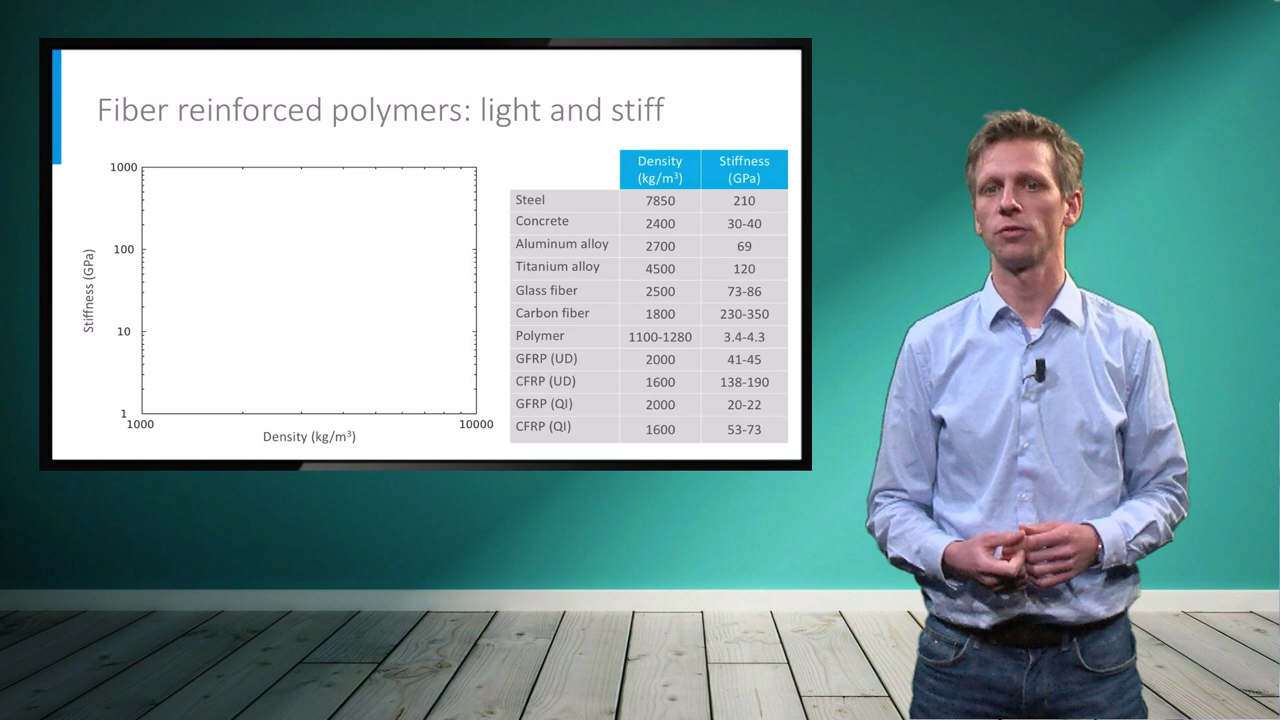 Fiber reinforced polymers: light and stiff
1000
100
10
1
1000
10000
Stiffness (GPa)
Density (kg/m³)
Density (kg/m³) Stiffness (GPa)
Steel 7850 210
Concrete 2400 30-40
Aluminum alloy 2700 69
Titanium alloy 4500 120
Glass fiber 2500 73-86
Carbon fiber 1800 230-350
Polymer 1100-1280 3.4-4.3
GFRP (UD) 2000 41-45
CFRP (UD) 1600 138-190
GFRP (QI) 2000 20-22
CFRP (QI) 1600 53-73